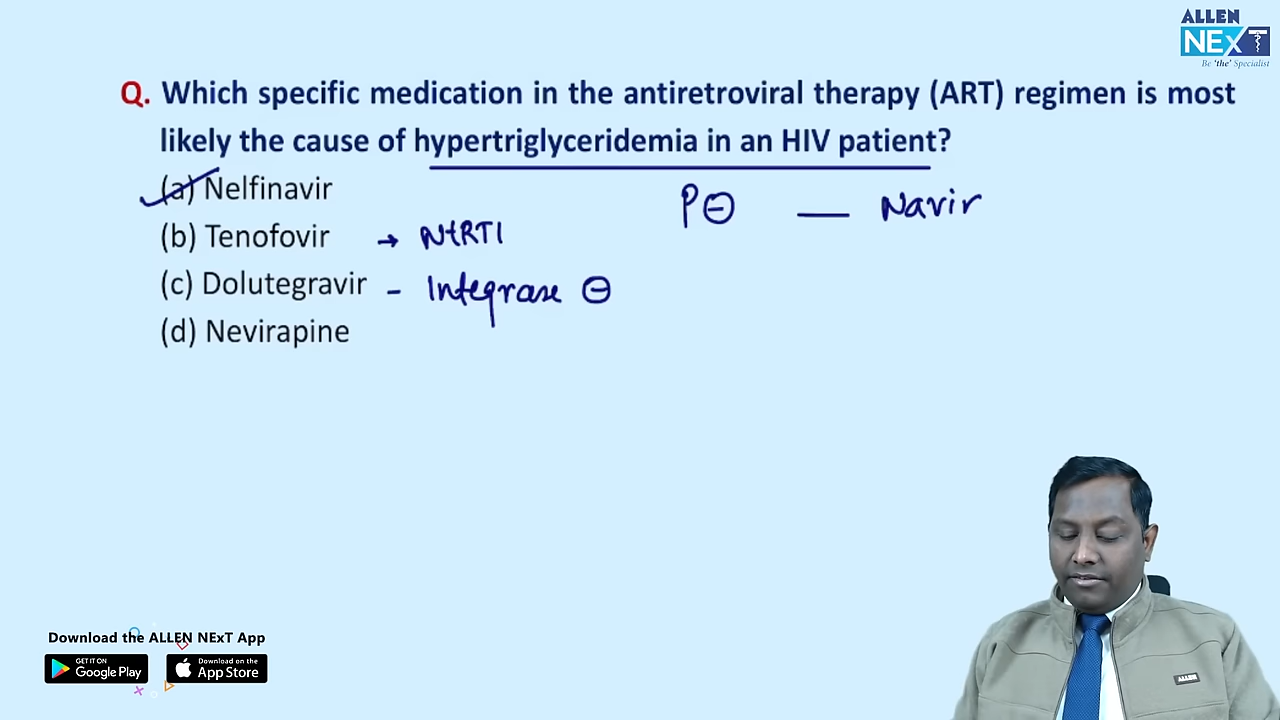 ALLEN
NEXT
Be 'the' Specialist
Q. Which specific medication in the antiretroviral therapy (ART) regimen is most
likely the cause of hypertriglyceridemia in an HIV patient?
(a) Nelfinavir
P⊖ — Navir
(b) Tenofovir → NtRTI
(c) Dolutegravir - Integrase ⊖
(d) Nevirapine
Download the ALLEN NExT App
GET IT ON
Google Play
Download on the
App Store
ALLEN